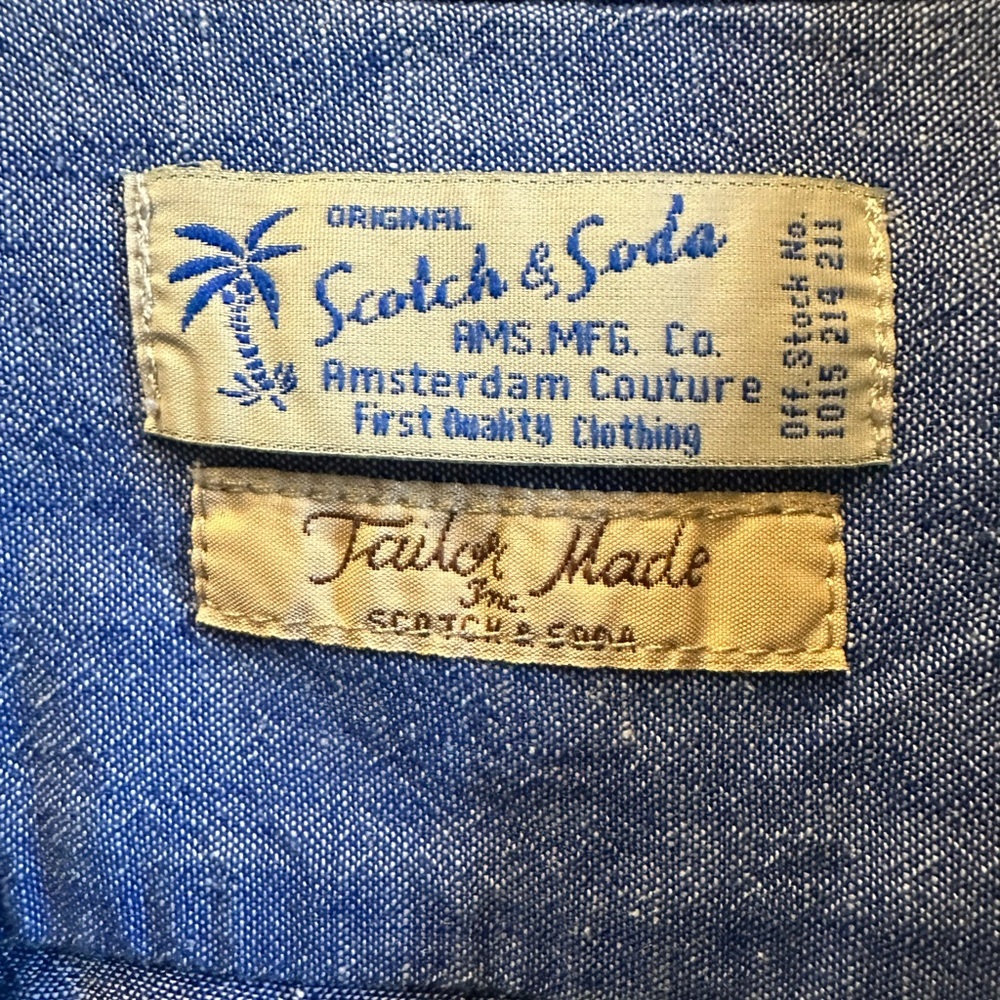 ORIGINAL
Scotch & Soda
AMS.MFG. Co.
Amsterdam Couture
First Quality Clothing
Off. Stock No.
1015 214 211
Tailor Made
Inc.
SCOTCH & SODA